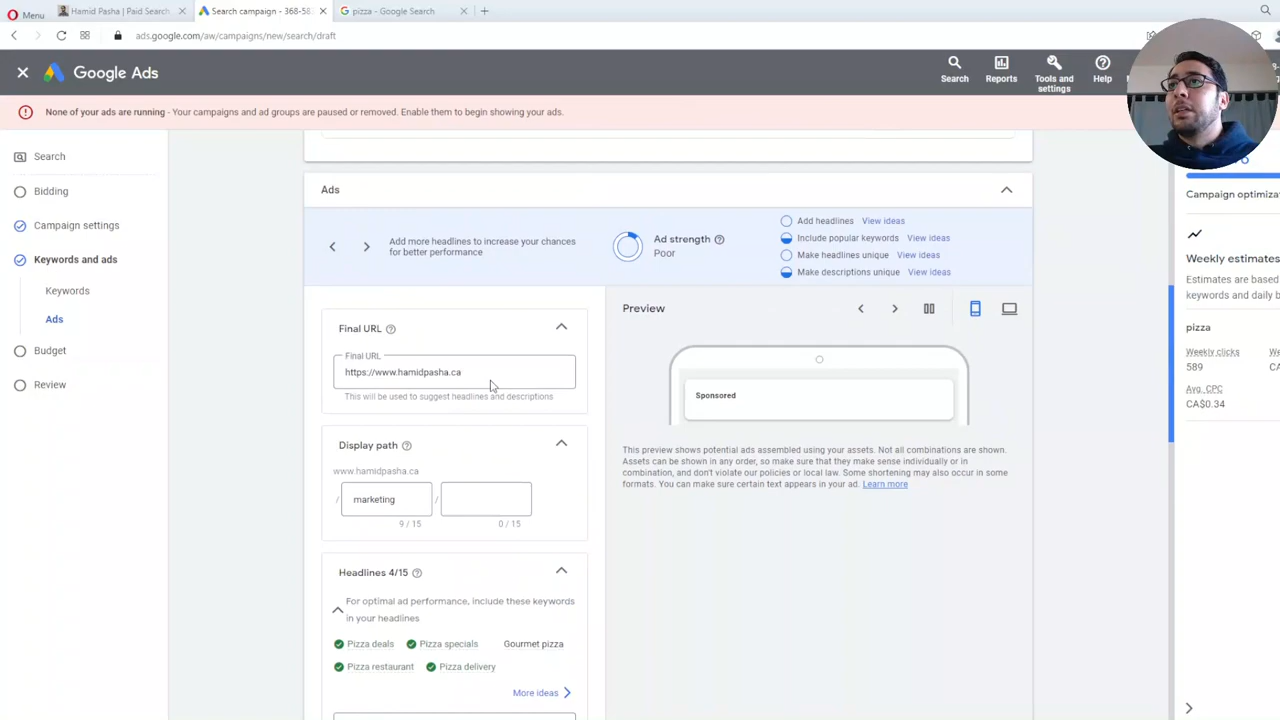 Menu
Hamid Pasha | Paid Search,
Search campaign - 368-58
pizza - Google Search
ads.google.com/aw/campaigns/new/search/draft
Google Ads
Search
Reports
Tools and settings
Help
None of your ads are running - Your campaigns and ad groups are paused or removed. Enable them to begin showing your ads.
Search
Bidding
Campaign settings
Keywords and ads
Keywords
Ads
Budget
Review
Ads
Add more headlines to increase your chances
for better performance
Ad strength
Poor
Add headlines View ideas
Include popular keywords View ideas
Make headlines unique View ideas
Make descriptions unique View ideas
Final URL
Final URL
https://www.hamidpasha.ca
This will be used to suggest headlines and descriptions
Display path
www.hamidpasha.ca
/ marketing /
9 / 15 0 / 15
Headlines 4/15
For optimal ad performance, include these keywords
in your headlines
Pizza deals Pizza specials Gourmet pizza
Pizza restaurant Pizza delivery
More ideas
Preview
Sponsored
This preview shows potential ads assembled using your assets. Not all combinations are shown.
Assets can be shown in any order, so make sure that they make sense individually or in
combination, and don't violate our policies or local law. Some shortening may also occur in some
formats. You can make sure certain text appears in your ad. Learn more
Campaign optimiza
Weekly estimates
Estimates are based
keywords and daily b
pizza
Weekly clicks
589
Avg. CPC
CA$0.34